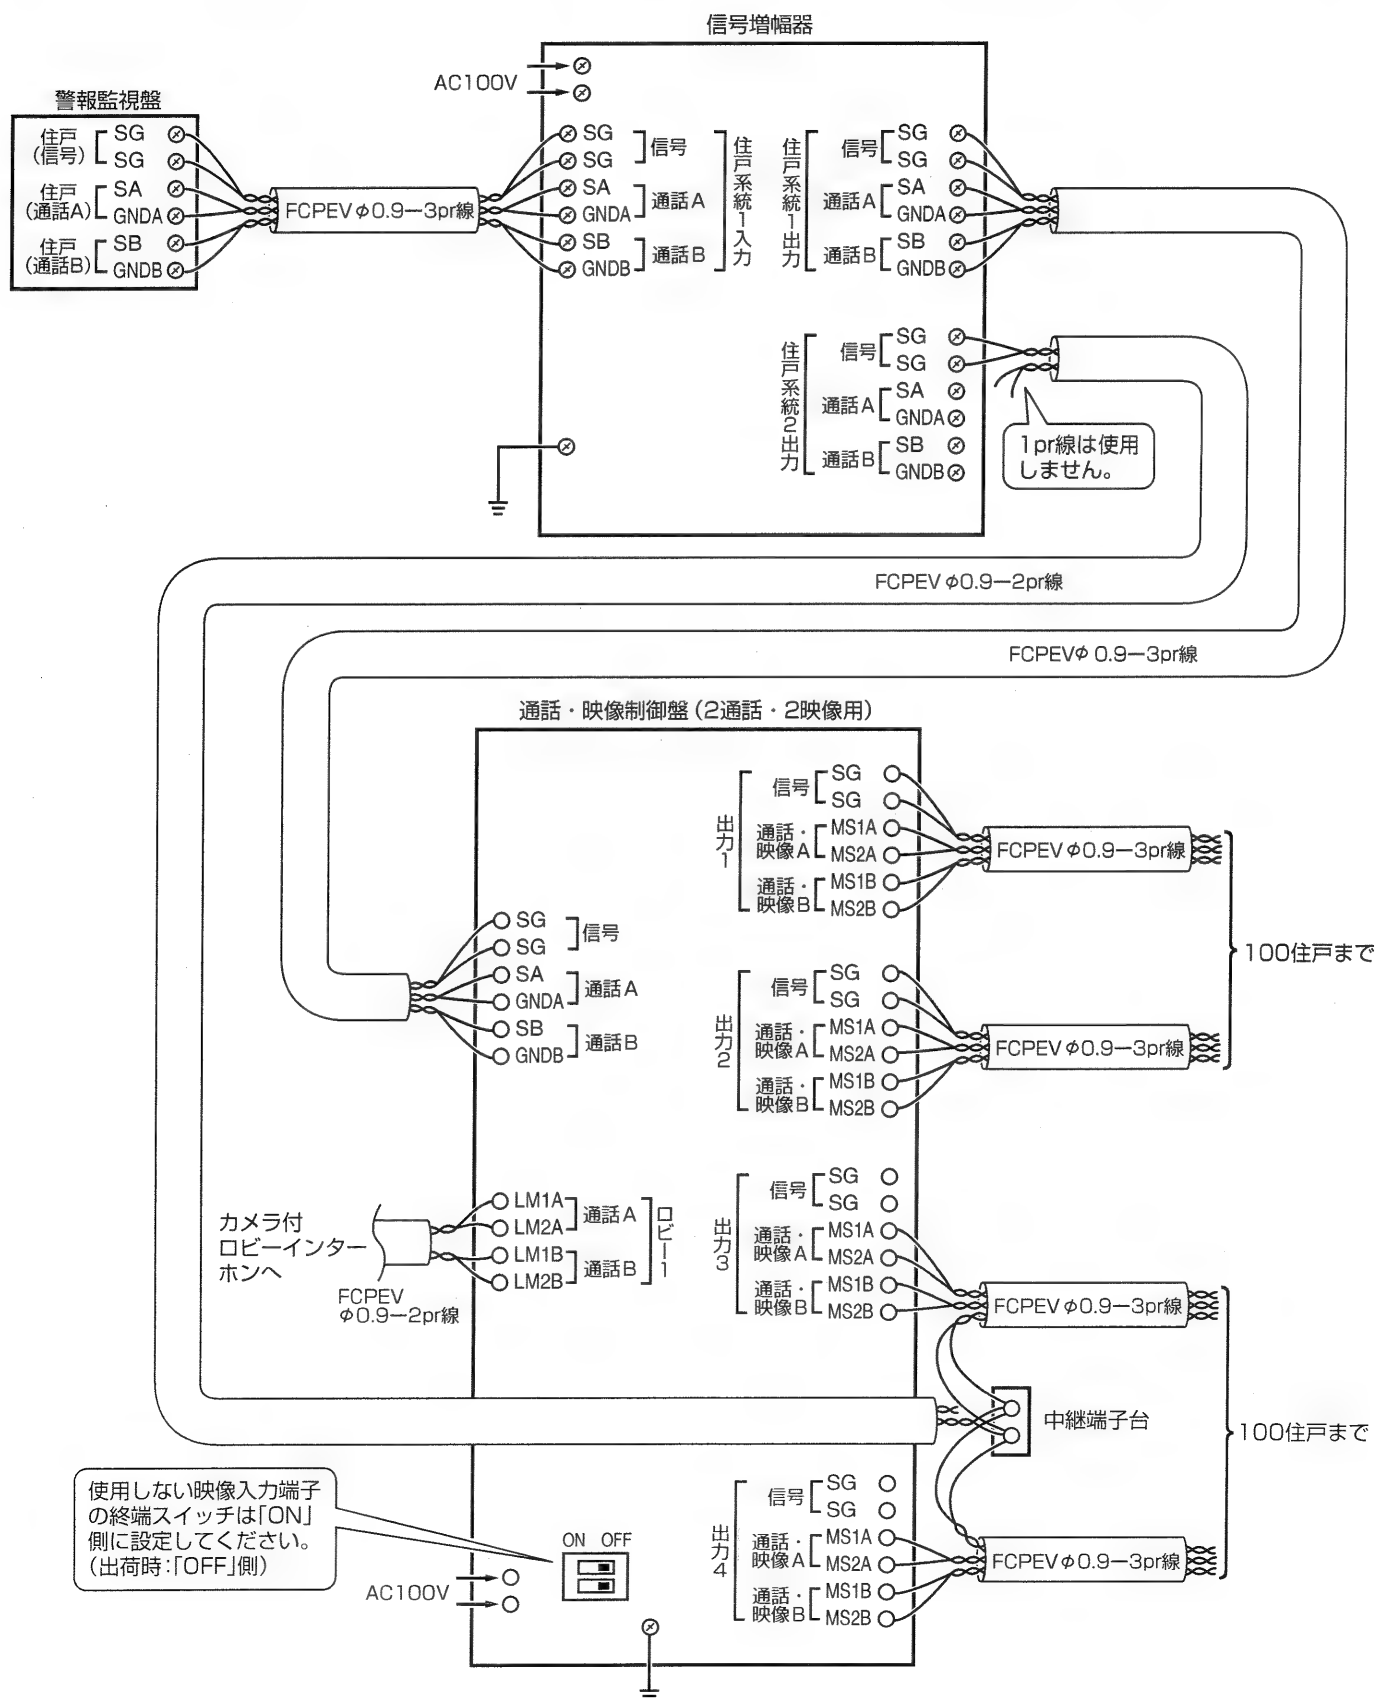 信号増幅器
AC100V
警報監視盤
住戸
(信号)
SG
SG
住戸
(通話A)
SA
GNDA
住戸
(通話B)
SB
GNDB
FCPEVφ0.9ー3pr線
SG
SG
信号
SA
GNDA
通話A
SB
GNDB
通話B
住戸系統1入力
住戸系統1出力
信号
SG
SG
通話A
SA
GNDA
通話B
SB
GNDB
住戸系統2出力
信号
SG
SG
通話A
SA
GNDA
通話B
SB
GNDB
1pr線は使用
しません。
FCPEVφ0.9ー2pr線
FCPEVφ 0.9ー3pr線
通話・映像制御盤(2通話・2映像用)
出力1
信号
SG
SG
通話・
映像A
MS1A
MS2A
通話・
映像B
MS1B
MS2B
FCPEVφ0.9ー3pr線
100住戸まで
SG
SG
信号
SA
GNDA
通話A
SB
GNDB
通話B
出力2
信号
SG
SG
通話・
映像A
MS1A
MS2A
通話・
映像B
MS1B
MS2B
FCPEVφ0.9ー3pr線
カメラ付
ロビーインター
ホンへ
FCPEV
φ0.9ー2pr線
LM1A
LM2A
通話A
LM1B
LM2B
通話B
ロビー1
出力3
信号
SG
SG
通話・
映像A
MS1A
MS2A
通話・
映像B
MS1B
MS2B
FCPEVφ0.9ー3pr線
中継端子台
100住戸まで
使用しない映像入力端子
の終端スイッチは「ON」
側に設定してください。
(出荷時:「OFF」側)
ON OFF
AC100V
出力4
信号
SG
SG
通話・
映像A
MS1A
MS2A
通話・
映像B
MS1B
MS2B
FCPEVφ0.9ー3pr線